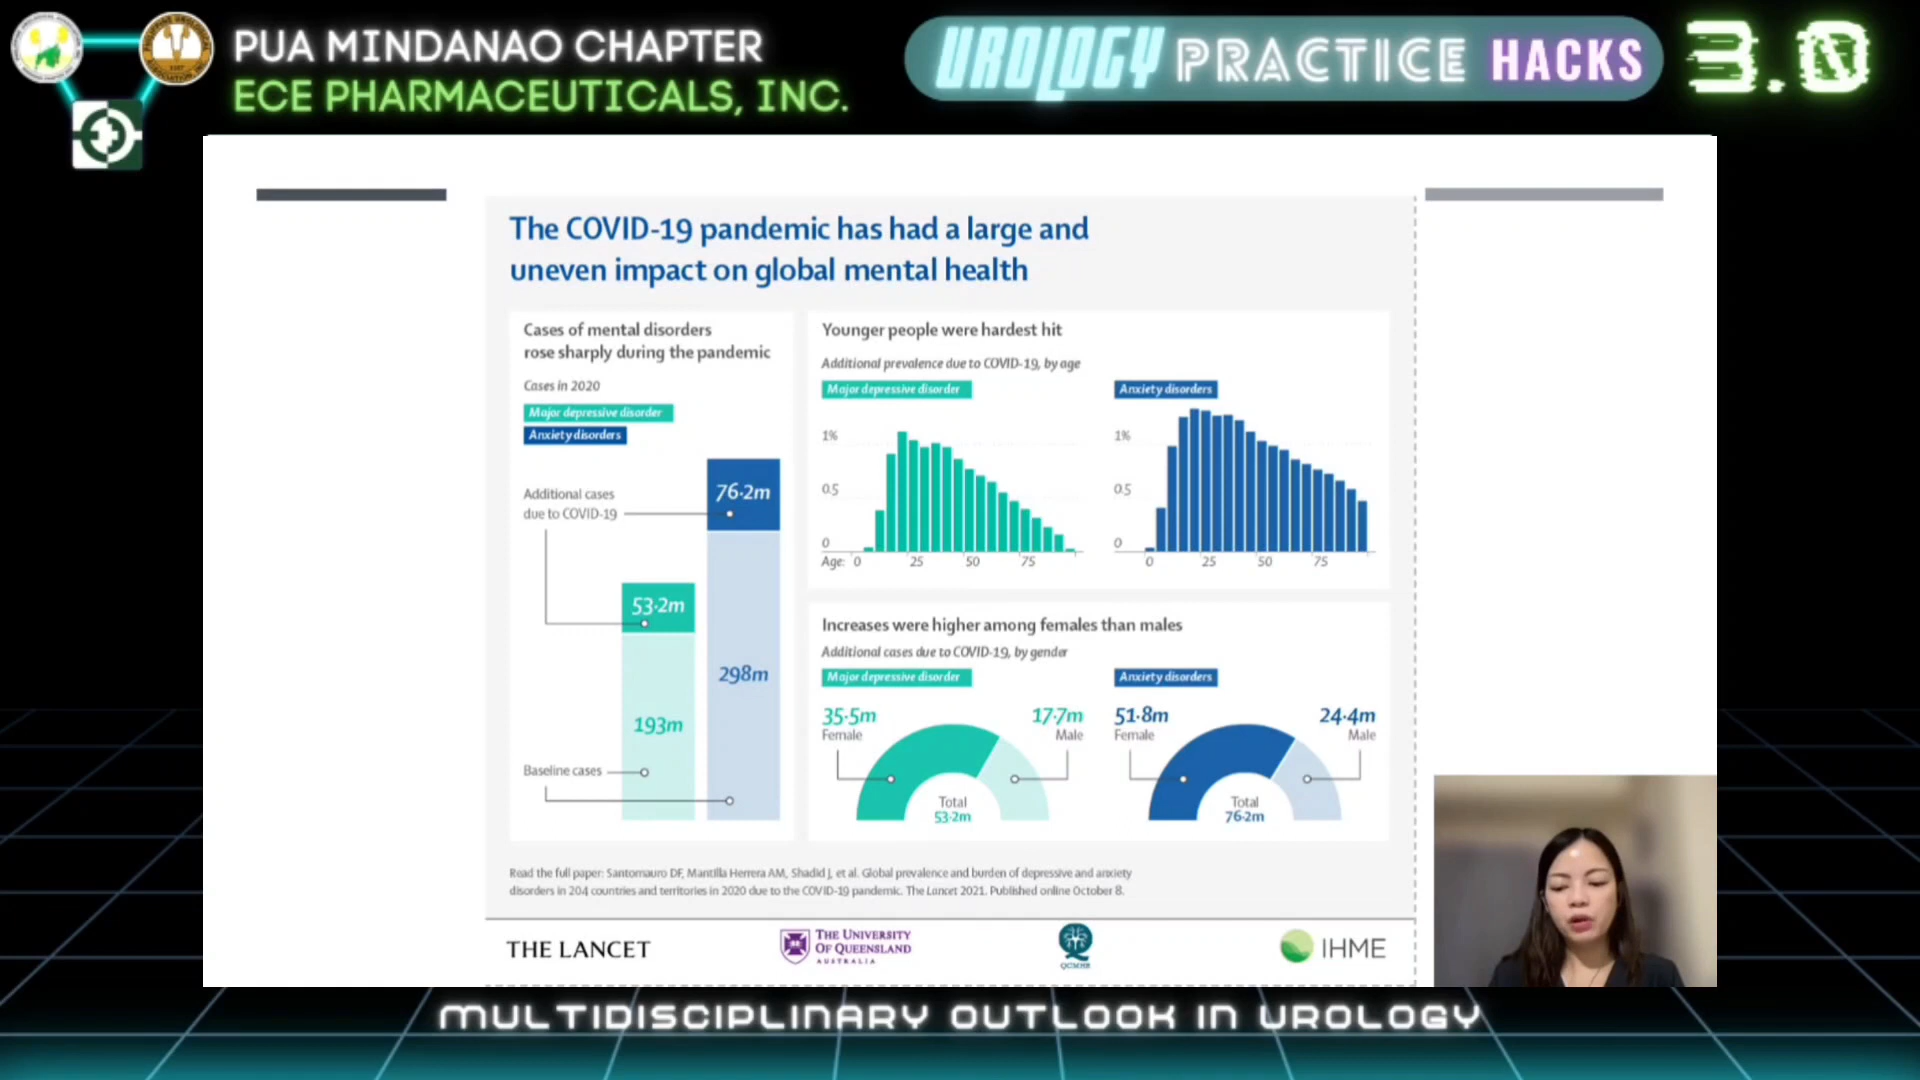 PUA MINDANAO CHAPTER
ECE PHARMACEUTICALS, INC.
UROLOGY PRACTICE HACKS 3.0
The COVID-19 pandemic has had a large and
uneven impact on global mental health
Cases of mental disorders
rose sharply during the pandemic
Cases in 2020
Major depressive disorder
Anxiety disorders
Additional cases
due to COVID-19
76·2m
53·2m
298m
193m
Baseline cases
Younger people were hardest hit
Additional prevalence due to COVID-19, by age
Major depressive disorder
1%
0.5
0
Age: 0 25 50 75
Anxiety disorders
1%
0.5
0
0 25 50 75
Increases were higher among females than males
Additional cases due to COVID-19, by gender
Major depressive disorder
35·5m
Female
17·7m
Male
Total
53·2m
Anxiety disorders
51·8m
Female
24·4m
Male
Total
76·2m
Read the full paper: Santomauro DF, Mantilla Herrera AM, Shadid J, et al. Global prevalence and burden of depressive and anxiety
disorders in 204 countries and territories in 2020 due to the COVID-19 pandemic. The Lancet 2021. Published online October 8.
THE LANCET
THE UNIVERSITY
OF QUEENSLAND
AUSTRALIA
QCMHR
IHME
MULTIDISCIPLINARY OUTLOOK IN UROLOGY